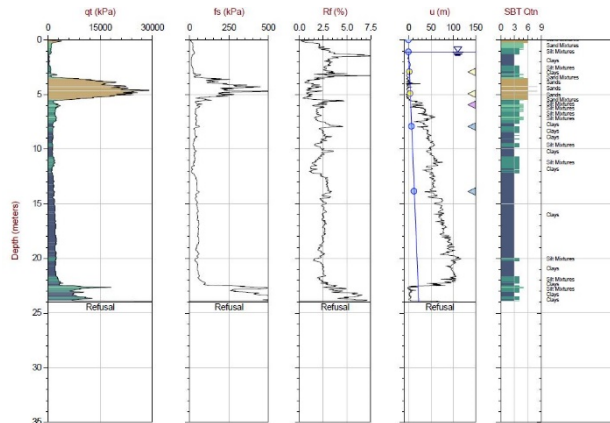 qt (kPa) fs (kPa) Rf (%) u (m) SBT Qtn
0 15000 30000 0 250 500 0.0 2.5 5.0 7.5 0 50 100 150 0 3 6 9
0
Sand Mixtures
Silt Mixtures
Clays
Silt Mixtures
Clays
Sand Mixtures
Sands
Sands
5
Sands
Sand Mixtures
Silt Mixtures
Silt Mixtures
Silt Mixtures
Clays
Clays
Clays
Silt Mixtures
10
Clays
Silt Mixtures
Clays
15
Clays
Depth (meters)
20
Silt Mixtures
Clays
Silt Mixtures
Clays
Silt Mixtures
Clays
Refusal Refusal Refusal Refusal Refusal
25
30
35